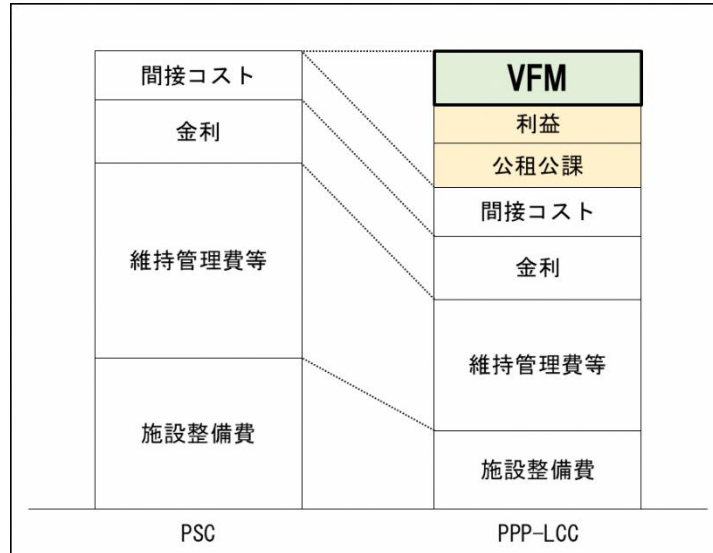 間接コスト
金利
維持管理費等
施設整備費
PSC
VFM
利益
公租公課
間接コスト
金利
維持管理費等
施設整備費
PPP-LCC